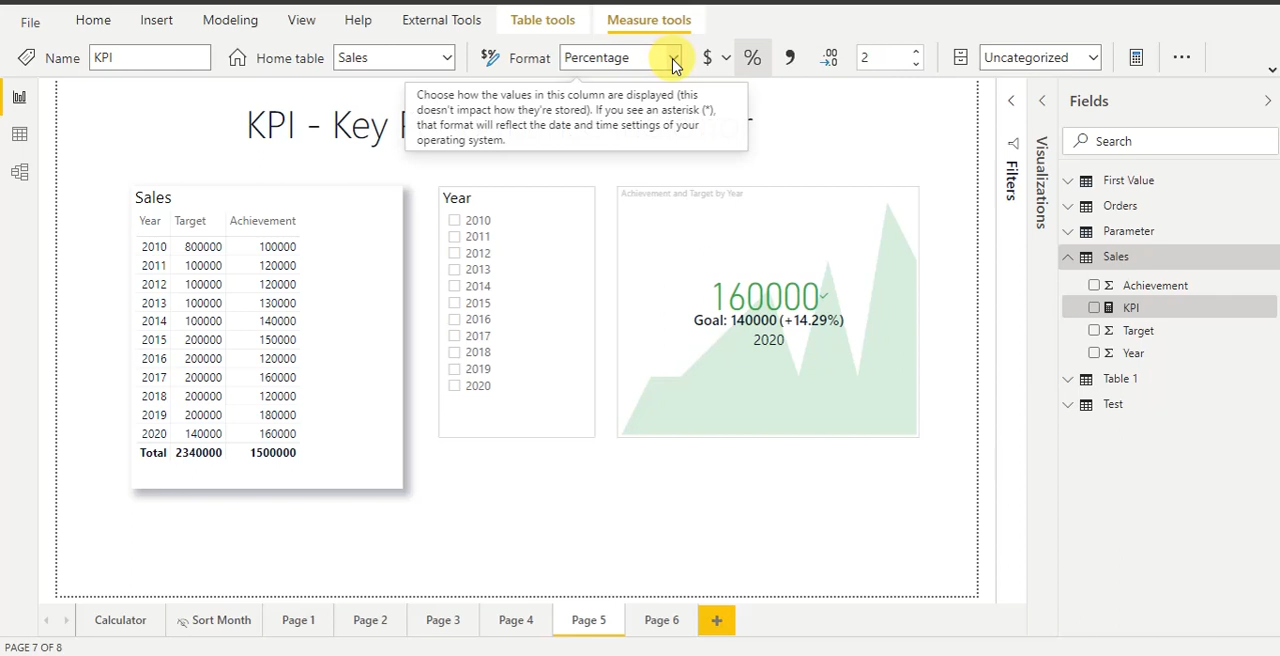 File
Home
Insert
Modeling
View
Help
External Tools
Table tools
Measure tools
Name
KPI
Home table
Sales
Format
Percentage
$
%
,
.00
→.0
2
Uncategorized
...
KPI - Key
Choose how the values in this column are displayed (this
doesn't impact how they're stored). If you see an asterisk (*),
that format will reflect the date and time settings of your
operating system.
Sales
Year Target Achievement
2010 800000 100000
2011 100000 120000
2012 100000 120000
2013 100000 130000
2014 100000 140000
2015 200000 150000
2016 200000 120000
2017 200000 160000
2018 200000 120000
2019 200000 180000
2020 140000 160000
Total 2340000 1500000
Year
2010
2011
2012
2013
2014
2015
2016
2017
2018
2019
2020
Achievement and Target by Year
160000
Goal: 140000 (+14.29%)
2020
Filters
Visualizations
Fields
Search
First Value
Orders
Parameter
Sales
Σ Achievement
KPI
Σ Target
Σ Year
Table 1
Test
Calculator
Sort Month
Page 1
Page 2
Page 3
Page 4
Page 5
Page 6
+
PAGE 7 OF 8